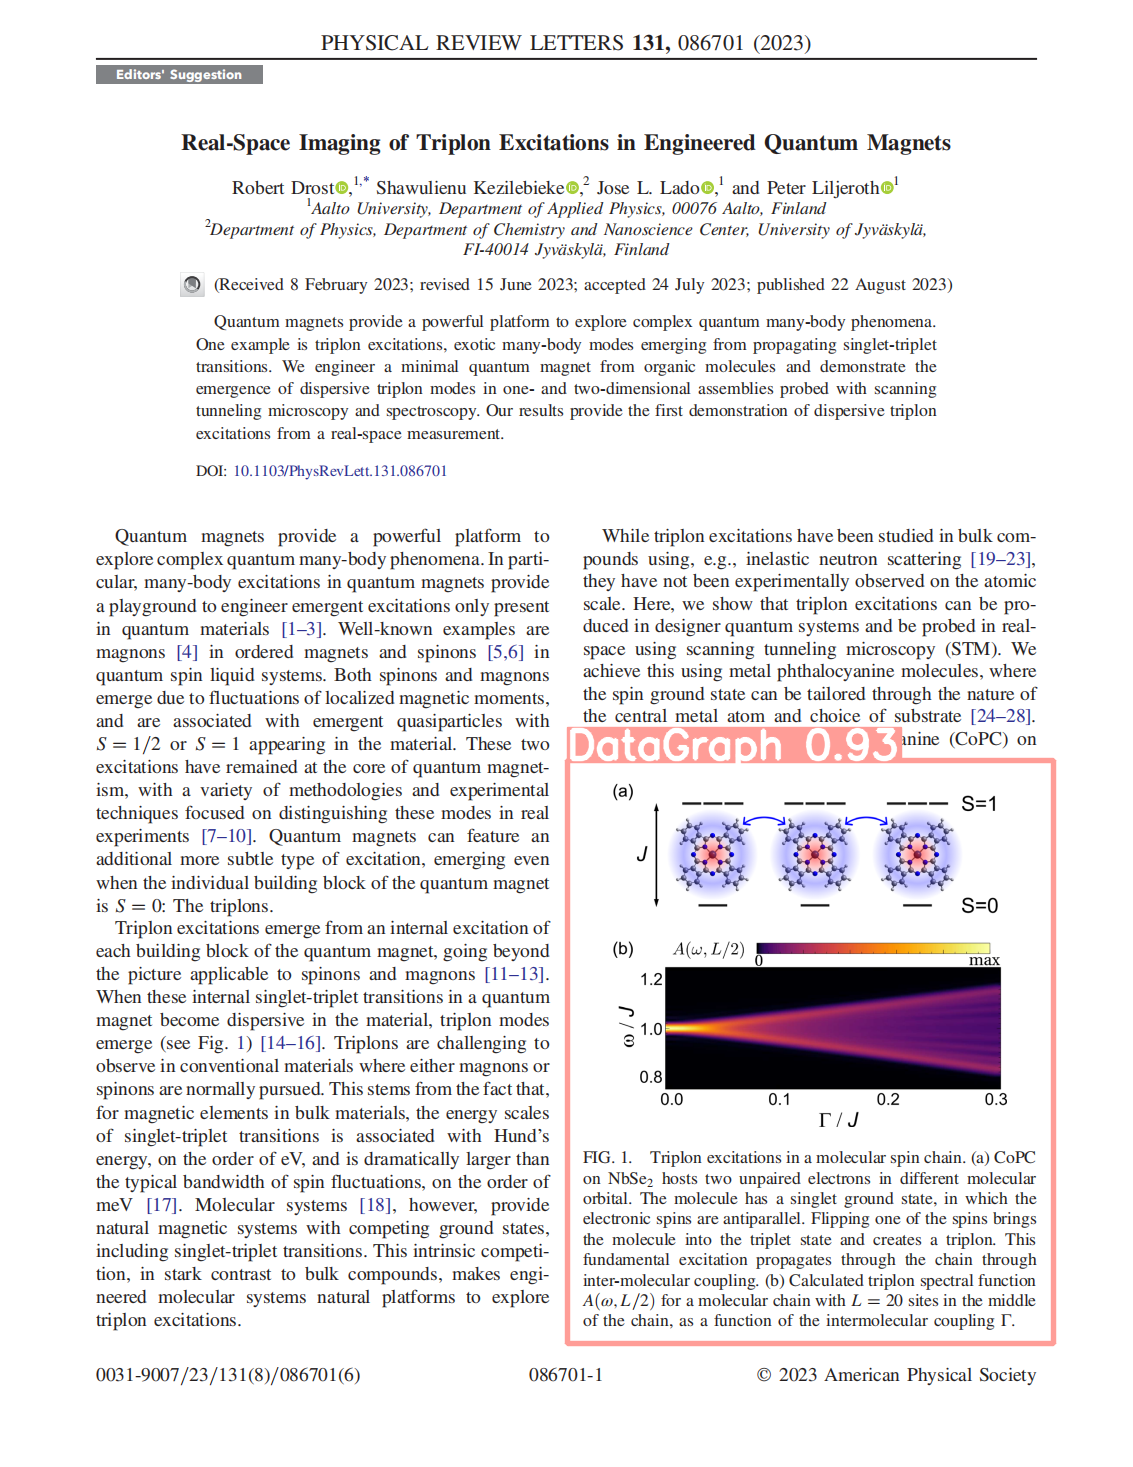 PHYSICAL REVIEW LETTERS 131, 086701 (2023)
Editors' Suggestion
Real-Space Imaging of Triplon Excitations in Engineered Quantum Magnets
Robert Drost,1,* Shawulienu Kezilebieke,2 Jose L. Lado,1 and Peter Liljeroth1
1Aalto University, Department of Applied Physics, 00076 Aalto, Finland
2Department of Physics, Department of Chemistry and Nanoscience Center, University of Jyväskylä,
FI-40014 Jyväskylä, Finland
(Received 8 February 2023; revised 15 June 2023; accepted 24 July 2023; published 22 August 2023)
Quantum magnets provide a powerful platform to explore complex quantum many-body phenomena.
One example is triplon excitations, exotic many-body modes emerging from propagating singlet-triplet
transitions. We engineer a minimal quantum magnet from organic molecules and demonstrate the
emergence of dispersive triplon modes in one- and two-dimensional assemblies probed with scanning
tunneling microscopy and spectroscopy. Our results provide the first demonstration of dispersive triplon
excitations from a real-space measurement.
DOI: 10.1103/PhysRevLett.131.086701
Quantum magnets provide a powerful platform to
explore complex quantum many-body phenomena. In parti-
cular, many-body excitations in quantum magnets provide
a playground to engineer emergent excitations only present
in quantum materials [1–3]. Well-known examples are
magnons [4] in ordered magnets and spinons [5,6] in
quantum spin liquid systems. Both spinons and magnons
emerge due to fluctuations of localized magnetic moments,
and are associated with emergent quasiparticles with
S = 1/2 or S = 1 appearing in the material. These two
excitations have remained at the core of quantum magnet-
ism, with a variety of methodologies and experimental
techniques focused on distinguishing these modes in real
experiments [7–10]. Quantum magnets can feature an
additional more subtle type of excitation, emerging even
when the individual building block of the quantum magnet
is S = 0: The triplons.
Triplon excitations emerge from an internal excitation of
each building block of the quantum magnet, going beyond
the picture applicable to spinons and magnons [11–13].
When these internal singlet-triplet transitions in a quantum
magnet become dispersive in the material, triplon modes
emerge (see Fig. 1) [14–16]. Triplons are challenging to
observe in conventional materials where either magnons or
spinons are normally pursued. This stems from the fact that,
for magnetic elements in bulk materials, the energy scales
of singlet-triplet transitions is associated with Hund's
energy, on the order of eV, and is dramatically larger than
the typical bandwidth of spin fluctuations, on the order of
meV [17]. Molecular systems [18], however, provide
natural magnetic systems with competing ground states,
including singlet-triplet transitions. This intrinsic competi-
tion, in stark contrast to bulk compounds, makes engi-
neered molecular systems natural platforms to explore
triplon excitations.
While triplon excitations have been studied in bulk com-
pounds using, e.g., inelastic neutron scattering [19–23],
they have not been experimentally observed on the atomic
scale. Here, we show that triplon excitations can be pro-
duced in designer quantum systems and be probed in real-
space using scanning tunneling microscopy (STM). We
achieve this using metal phthalocyanine molecules, where
the spin ground state can be tailored through the nature of
the central metal atom and choice of substrate [24–28].
DataGraph 0.93 anine (CoPC) on
(a)
S=1
J
S=0
(b) A(ω, L/2)
0 max
1.2
1.0
0.8
ω / J
0.0 0.1 0.2 0.3
Γ / J
FIG. 1. Triplon excitations in a molecular spin chain. (a) CoPC
on NbSe2 hosts two unpaired electrons in different molecular
orbital. The molecule has a singlet ground state, in which the
electronic spins are antiparallel. Flipping one of the spins brings
the molecule into the triplet state and creates a triplon. This
fundamental excitation propagates through the chain through
inter-molecular coupling. (b) Calculated triplon spectral function
A(ω, L/2) for a molecular chain with L = 20 sites in the middle
of the chain, as a function of the intermolecular coupling Γ.
0031-9007/23/131(8)/086701(6)
086701-1
© 2023 American Physical Society